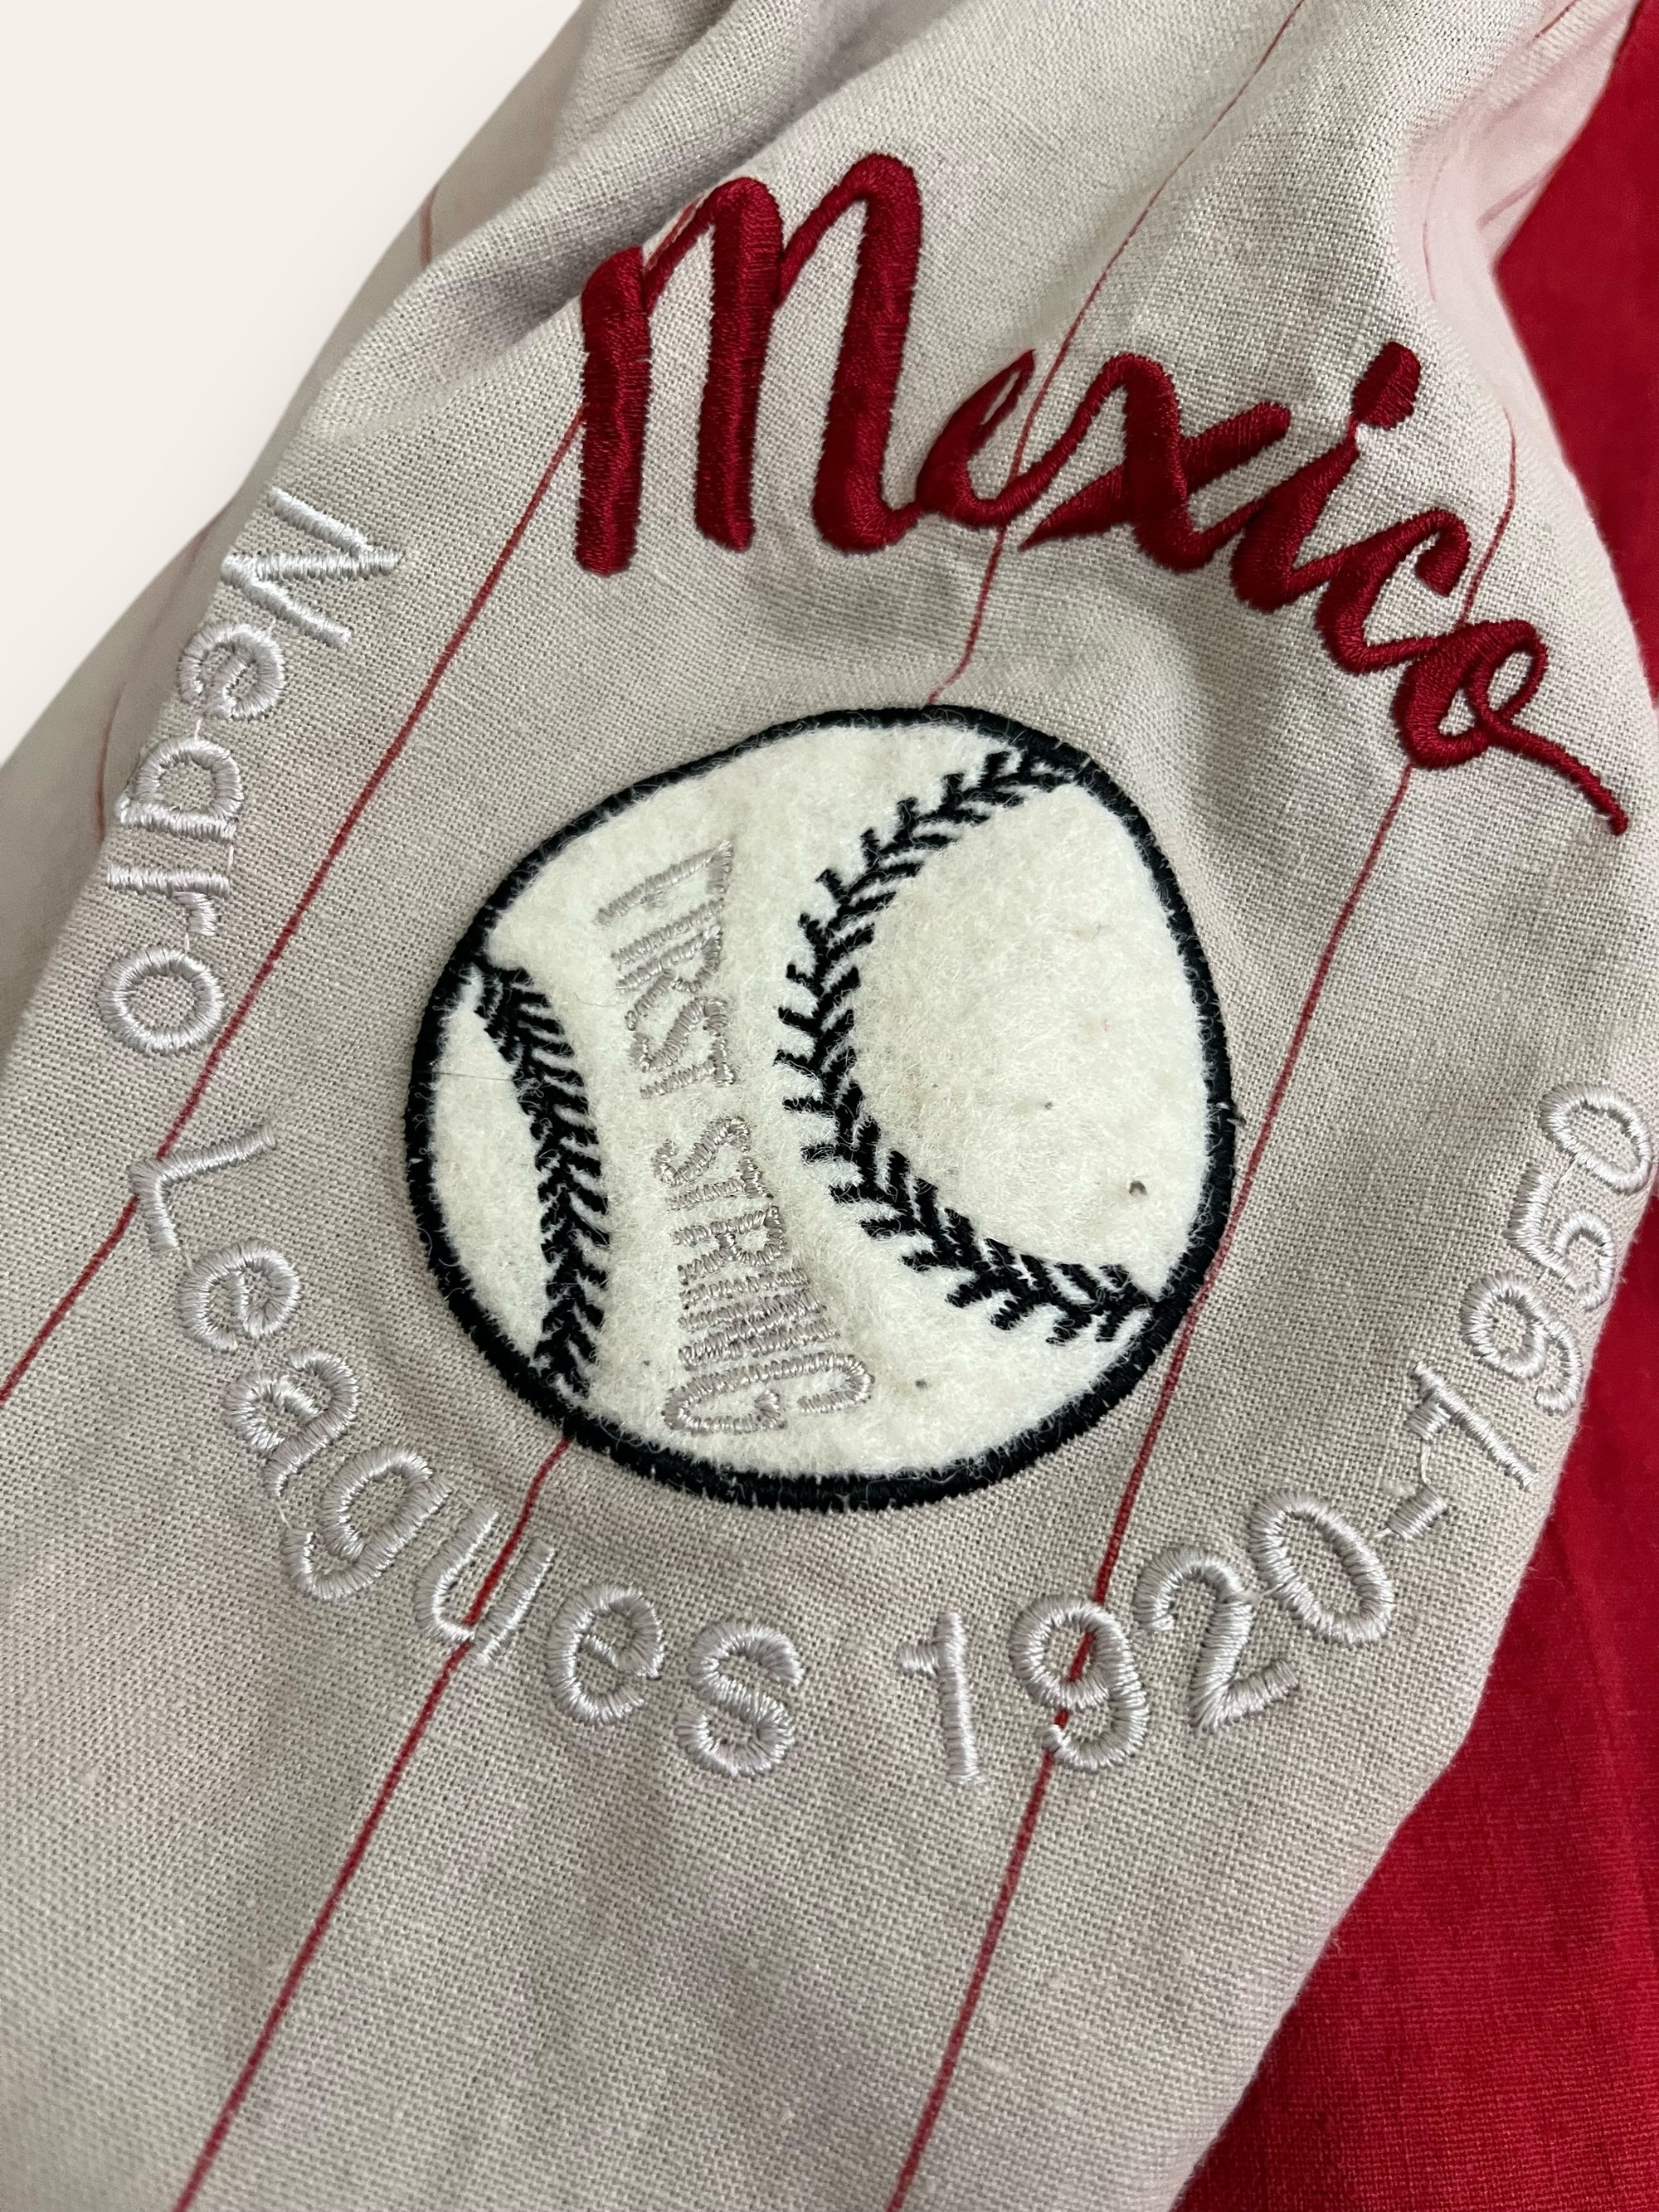 Mexico
FIRST STRING
Negro Leagues 1920-1950